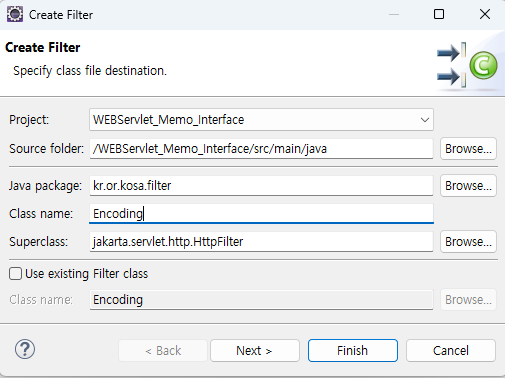 Create Filter
Create Filter
Specify class file destination.
Project: WEBServlet_Memo_Interface
Source folder: /WEBServlet_Memo_Interface/src/main/java Browse...
Java package: kr.or.kosa.filter Browse...
Class name: Encoding
Superclass: jakarta.servlet.http.HttpFilter Browse...
Use existing Filter class
Class name: Encoding Browse...
? < Back Next > Finish Cancel